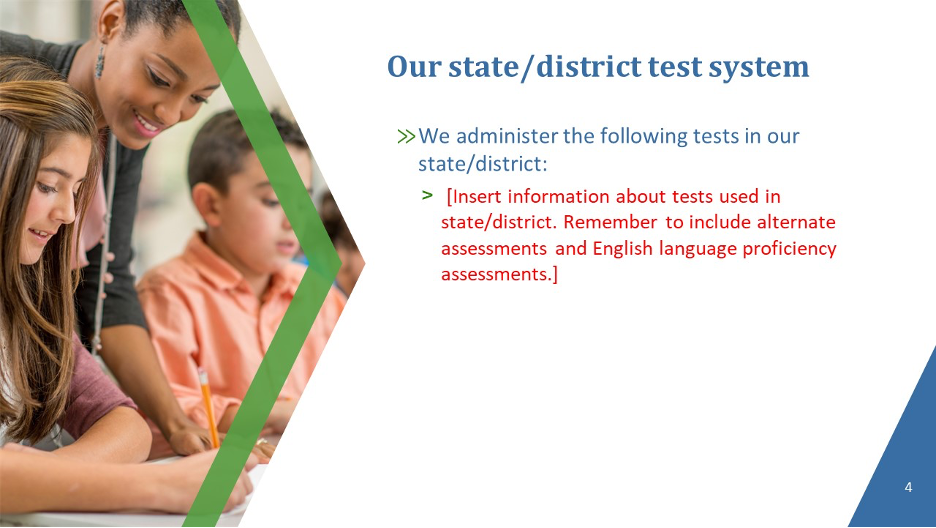 Our state/district test system
» We administer the following tests in our
state/district:
> [Insert information about tests used in
state/district. Remember to include alternate
assessments and English language proficiency
assessments.]
4